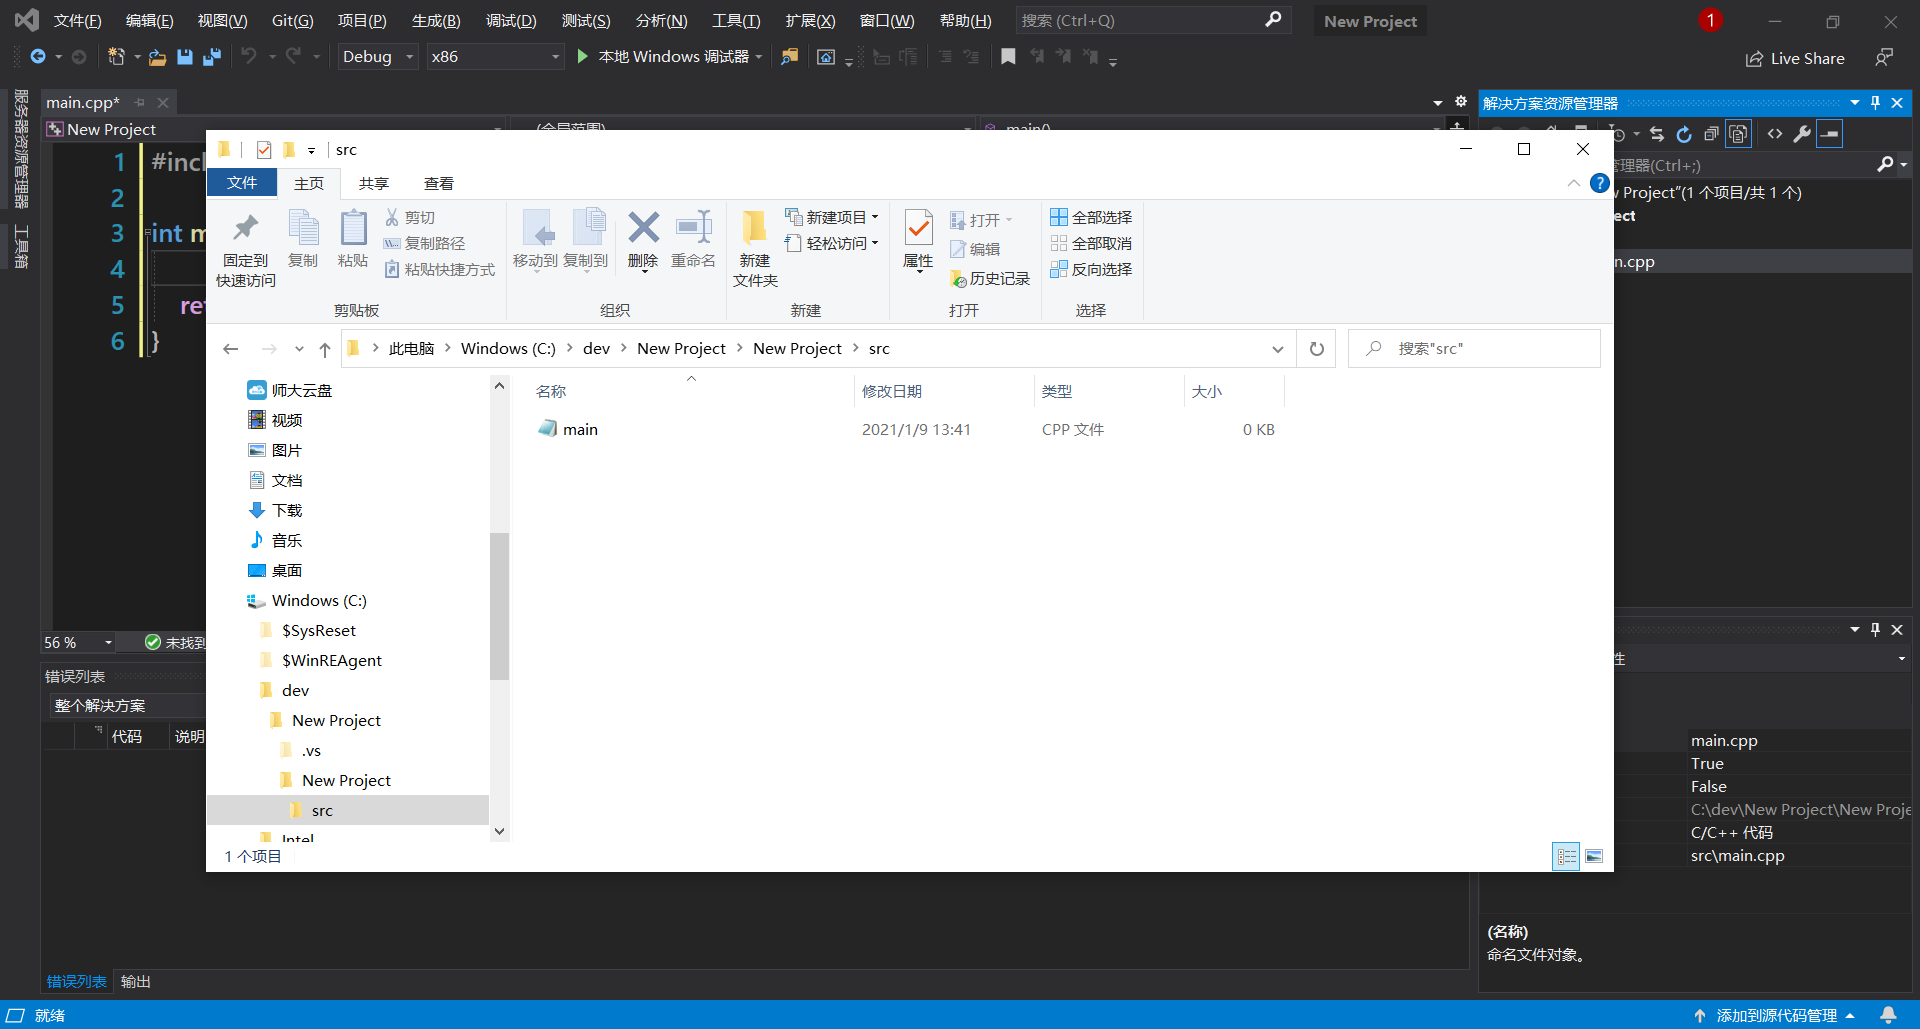 文件(F) 编辑(E) 视图(V) Git(G) 项目(P) 生成(B) 调试(D) 测试(S) 分析(N) 工具(T) 扩展(X) 窗口(W) 帮助(H) 搜索 (Ctrl+Q) New Project 1
Debug x86 本地 Windows 调试器 Live Share
服务器资源管理器
工具箱
main.cpp*
New Project (全局范围) main()
1 #incl
2
3 int m
4
5 ret
6 }
56 % 未找到
错误列表
整个解决方案
代码 说明
错误列表 输出
就绪
添加到源代码管理
src
文件 主页 共享 查看
固定到快速访问
复制
粘贴
剪切
复制路径
粘贴快捷方式
剪贴板
移动到 复制到 删除 重命名
组织
新建文件夹
新建项目
轻松访问
新建
属性
打开
编辑
历史记录
打开
全部选择
全部取消
反向选择
选择
此电脑 Windows (C:) dev New Project New Project src
搜索"src"
师大云盘
视频
图片
文档
下载
音乐
桌面
Windows (C:)
$SysReset
$WinREAgent
dev
New Project
.vs
New Project
src
Intel
名称 修改日期 类型 大小
main 2021/1/9 13:41 CPP 文件 0 KB
1 个项目
解决方案资源管理器
管理器(Ctrl+;)
w Project"(1 个项目/共 1 个)
ect
n.cpp
性
main.cpp
True
False
C:\dev\New Project\New Proje
C/C++ 代码
src\main.cpp
(名称)
命名文件对象。